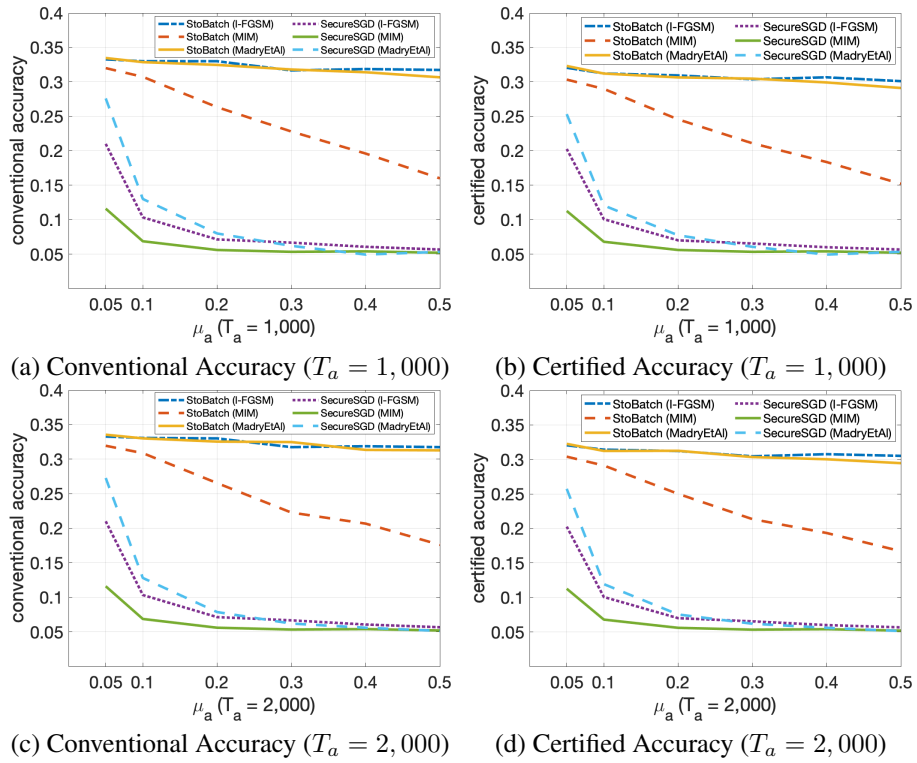 StoBatch (I-FGSM) SecureSGD (I-FGSM)
StoBatch (MIM) SecureSGD (MIM)
StoBatch (MadryEtAl) SecureSGD (MadryEtAl)
conventional accuracy
0.4
0.35
0.3
0.25
0.2
0.15
0.1
0.05
0.05 0.1 0.2 0.3 0.4 0.5
μa (Ta = 1,000)
(a) Conventional Accuracy (Ta = 1, 000)
StoBatch (I-FGSM) SecureSGD (I-FGSM)
StoBatch (MIM) SecureSGD (MIM)
StoBatch (MadryEtAl) SecureSGD (MadryEtAl)
certified accuracy
0.4
0.35
0.3
0.25
0.2
0.15
0.1
0.05
0.05 0.1 0.2 0.3 0.4 0.5
μa (Ta = 1,000)
(b) Certified Accuracy (Ta = 1, 000)
StoBatch (I-FGSM) SecureSGD (I-FGSM)
StoBatch (MIM) SecureSGD (MIM)
StoBatch (MadryEtAl) SecureSGD (MadryEtAl)
conventional accuracy
0.4
0.35
0.3
0.25
0.2
0.15
0.1
0.05
0.05 0.1 0.2 0.3 0.4 0.5
μa (Ta = 2,000)
(c) Conventional Accuracy (Ta = 2, 000)
StoBatch (I-FGSM) SecureSGD (I-FGSM)
StoBatch (MIM) SecureSGD (MIM)
StoBatch (MadryEtAl) SecureSGD (MadryEtAl)
certified accuracy
0.4
0.35
0.3
0.25
0.2
0.15
0.1
0.05
0.05 0.1 0.2 0.3 0.4 0.5
μa (Ta = 2,000)
(d) Certified Accuracy (Ta = 2, 000)